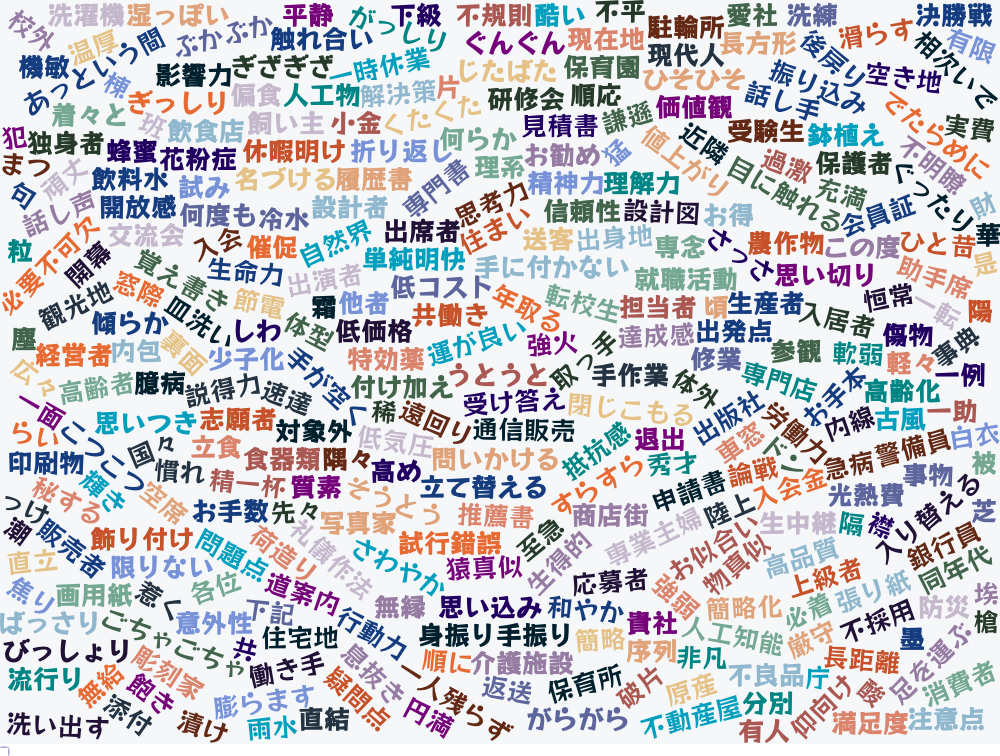 校外
洗濯機
湿っぽい
平静
がっしり
下級
不規則
酷い
不平
駐輪所
愛社
洗練
決勝戦
温厚
ぶかぶか
触れ合い
ぐんぐん
現在地
現代人
長方形
後戻り
滑らす
相次いで
有限
機敏
あっという間
棟
影響力
ぎざぎざ
一時休業
じたばた
保育園
ひそひそ
振り込み
空き地
着々と
ぎっしり
偏食
人工物
解決策
片
研修会
順応
価値観
話し手
でたらめに
実費
犯
独身者
班
飲食店
飼い主
小金
くたくた
何らか
見積書
謙遜
近隣
受験生
鉢植え
不明瞭
まつ
頑丈
蜂蜜
花粉症
休暇明け
折り返し
理系
お勧め
猛
値上がり
目に触れる
過激
保護者
ぐったり
句
飲料水
試み
名づける
履歴書
専門書
精神力
理解力
充満
財
話し声
開放感
何度も
冷水
設計者
思考力
信頼性
設計図
お得
会員証
華
粒
必要不可欠
交流会
入会
催促
自然界
出席者
住まい
送客
出身地
専念
さっさ
農作物
この度
ひと昔
是
開幕
覚え書き
生命力
出演者
単純明快
手に付かない
就職活動
思い切り
助手席
観光地
窓際
皿洗い
節電
霧
他者
低コスト
年取る
転校生
担当者
頃
生産者
入居者
恒常
一転
陽
塵
傾らか
しわ
体型
低価格
共働き
運が良い
強火
達成感
出発点
傷物
事典
経営者
内包
裏面
少子化
手が空く
特効薬
取っ手
修業
参観
軟弱
軽々
一例
広々
高齢者
臆病
説得力
速達
付け加え
うとうと
手作業
体外
専門店
お手本
高齢化
一面
思いつき
志願者
対象外
稀
遠回り
受け答え
閉じこもる
出版社
労働力
内線
古風
一助
らい
こつこつ
国々
立食
食器類
隅々
低気圧
通信販売
抵抗感
退出
車窓
下
急病
警備員
白衣
印刷物
輝き
慣れ
精一杯
質素
高め
問いかける
すらすら
秀才
論戦
入会金
事物
被
秘する
空席
お手数
先々
そうとう
立て替える
申請書
光熱費
入り替える
芝
っけ
潮
販売者
飾り付け
写真家
推薦書
商店街
陸上
生中継
隔
襟
銀行員
直立
限りない
問題点
荷造り
礼儀作法
試行錯誤
至急
専業主婦
お似合い
高品質
同年代
焦り
画用紙
惹く
各位
道案内
さわやか
猿真似
生得的
応募者
強弱
物真似
上級者
張り紙
埃
ばっさり
ごちゃごちゃ
意外性
下記
行動力
無縁
思い込み
和やか
貴社
簡略化
必着
不採用
防災
槍
びっしょり
共
住宅地
身振り手振り
簡略
序列
人工知能
厳守
墨
流行り
彫刻家
働き手
息抜き
順に
介護施設
非凡
長距離
足を運ぶ
無給
飽き
膨らます
疑問点
一人残らず
返送
保育所
破片
原産
不良品
庁
酸
消費者
洗い出す
添付
漬け
雨水
直結
円満
がらがら
不動産屋
分別
有人
日向け
満足度
注意点